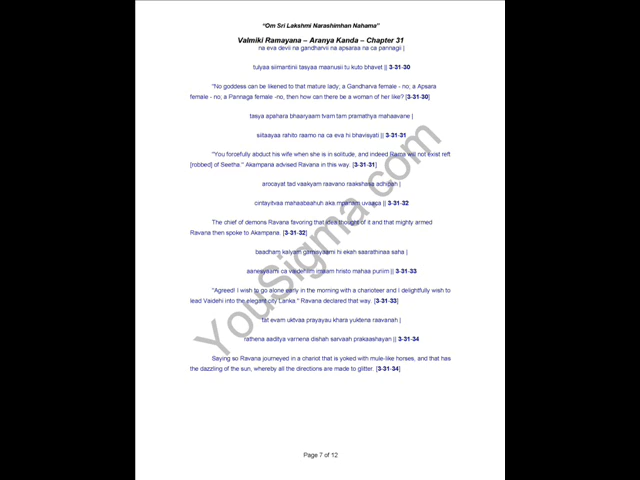 "Om Sri Lakshmi Narashimhan Nahama"
Valmiki Ramayana – Aranya Kanda – Chapter 31
na eva devii na gandharvii na apsaraa na ca pannagii |
tulyaa siimantinii tasyaa maanusii tu kuto bhavet || 3-31-30
"No goddess can be likened to that mature lady; a Gandharva female - no; a Apsara
female - no; a Pannaga female -no, then how can there be a woman of her like? [3-31-30]
tasya apahara bhaaryaam tvam tam pramathya mahaavane |
siitaayaa rahito raamo na ca eva hi bhavisyati || 3-31-31
"You forcefully abduct his wife when she is in solitude, and indeed Rama will not exist reft
[robbed] of Seetha." Akampana advised Ravana in this way. [3-31-31]
arocayat tad vaakyam raavano raakshasa adhipah |
cintayitvaa mahaabaahuh aka mpanam uvaaca || 3-31-32
The chief of demons Ravana favoring that idea thought of it and that mighty armed
Ravana then spoke to Akampana. [3-31-32]
baadham kalyam gamisyaami hi ekah saarathinaa saha |
aanesyaami ca vaidehiim imaam hristo mahaa puriim || 3-31-33
"Agreed! I wish to go alone early in the morning with a charioteer and I delightfully wish to
lead Vaidehi into the elegant city Lanka." Ravana declared that way. [3-31-33]
tat evam uktvaa prayayau khara yuktena raavanah |
rathena aaditya varnena dishah sarvaah prakaashayan || 3-31-34
Saying so Ravana journeyed in a chariot that is yoked with mule-like horses, and that has
the dazzling of the sun, whereby all the directions are made to glitter. [3-31-34]
YouSigma.com
Page 7 of 12